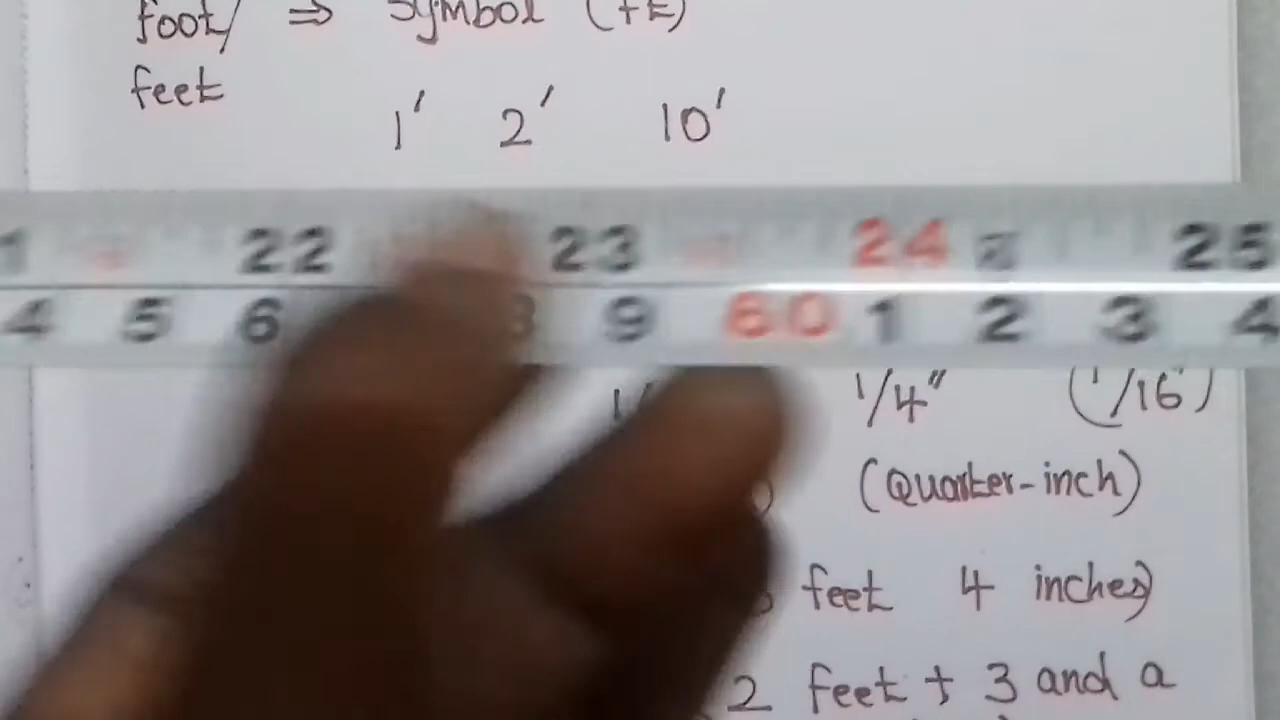 foot/ ⇒ symbol (ft)
feet
1' 2' 10'
22 23 24 25
4 5 6 8 9 60 1 2 3 4
1/4" (1/16")
(Quarter-inch)
feet 4 inches)
2 feet + 3 and a